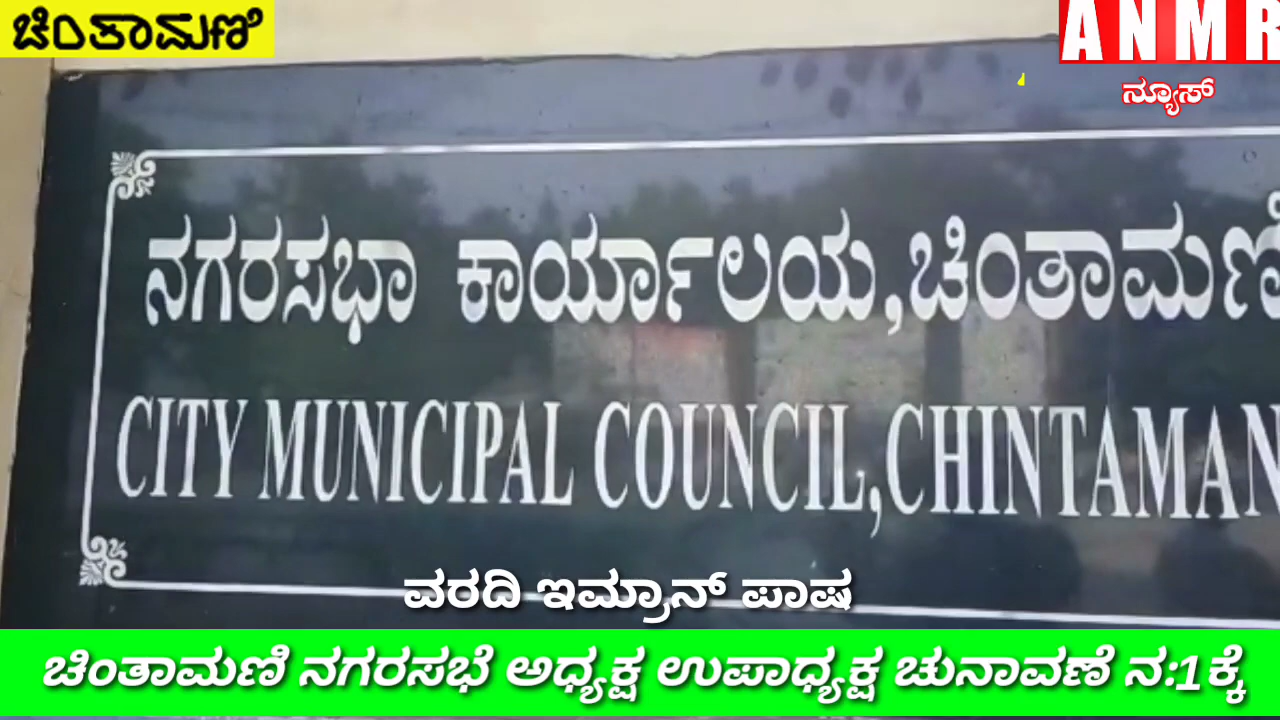 ಚಿಂತಾಮಣಿ
ANMR
ನ್ಯೂಸ್
ನಗರಸಭಾ ಕಾರ್ಯಾಲಯ,ಚಿಂತಾಮಣಿ
CITY MUNICIPAL COUNCIL,CHINTAMAN
ವರದಿ ಇಮ್ರಾನ್ ಪಾಷ
ಚಿಂತಾಮಣಿ ನಗರಸಭೆ ಅಧ್ಯಕ್ಷ ಉಪಾಧ್ಯಕ್ಷ ಚುನಾವಣೆ ನ:1ಕ್ಕೆ